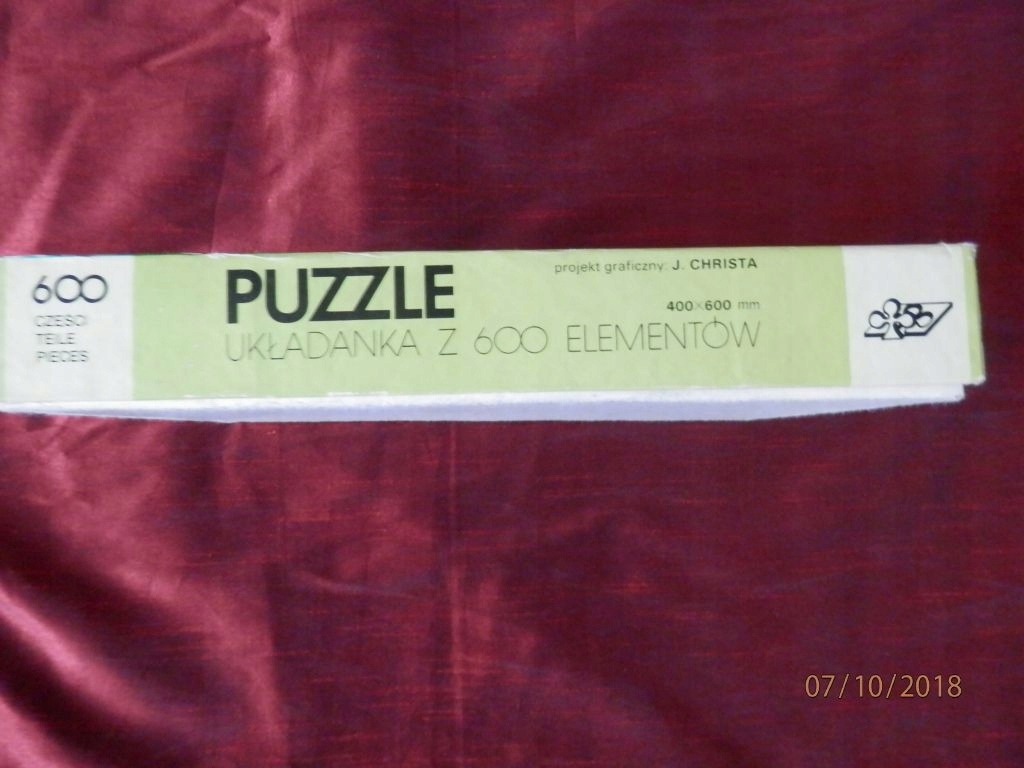 600
CZĘŚCI
TEILE
PIECES
PUZZLE
UKŁADANKA Z 600 ELEMENTÓW
projekt graficzny: J. CHRISTA
400×600 mm
07/10/2018